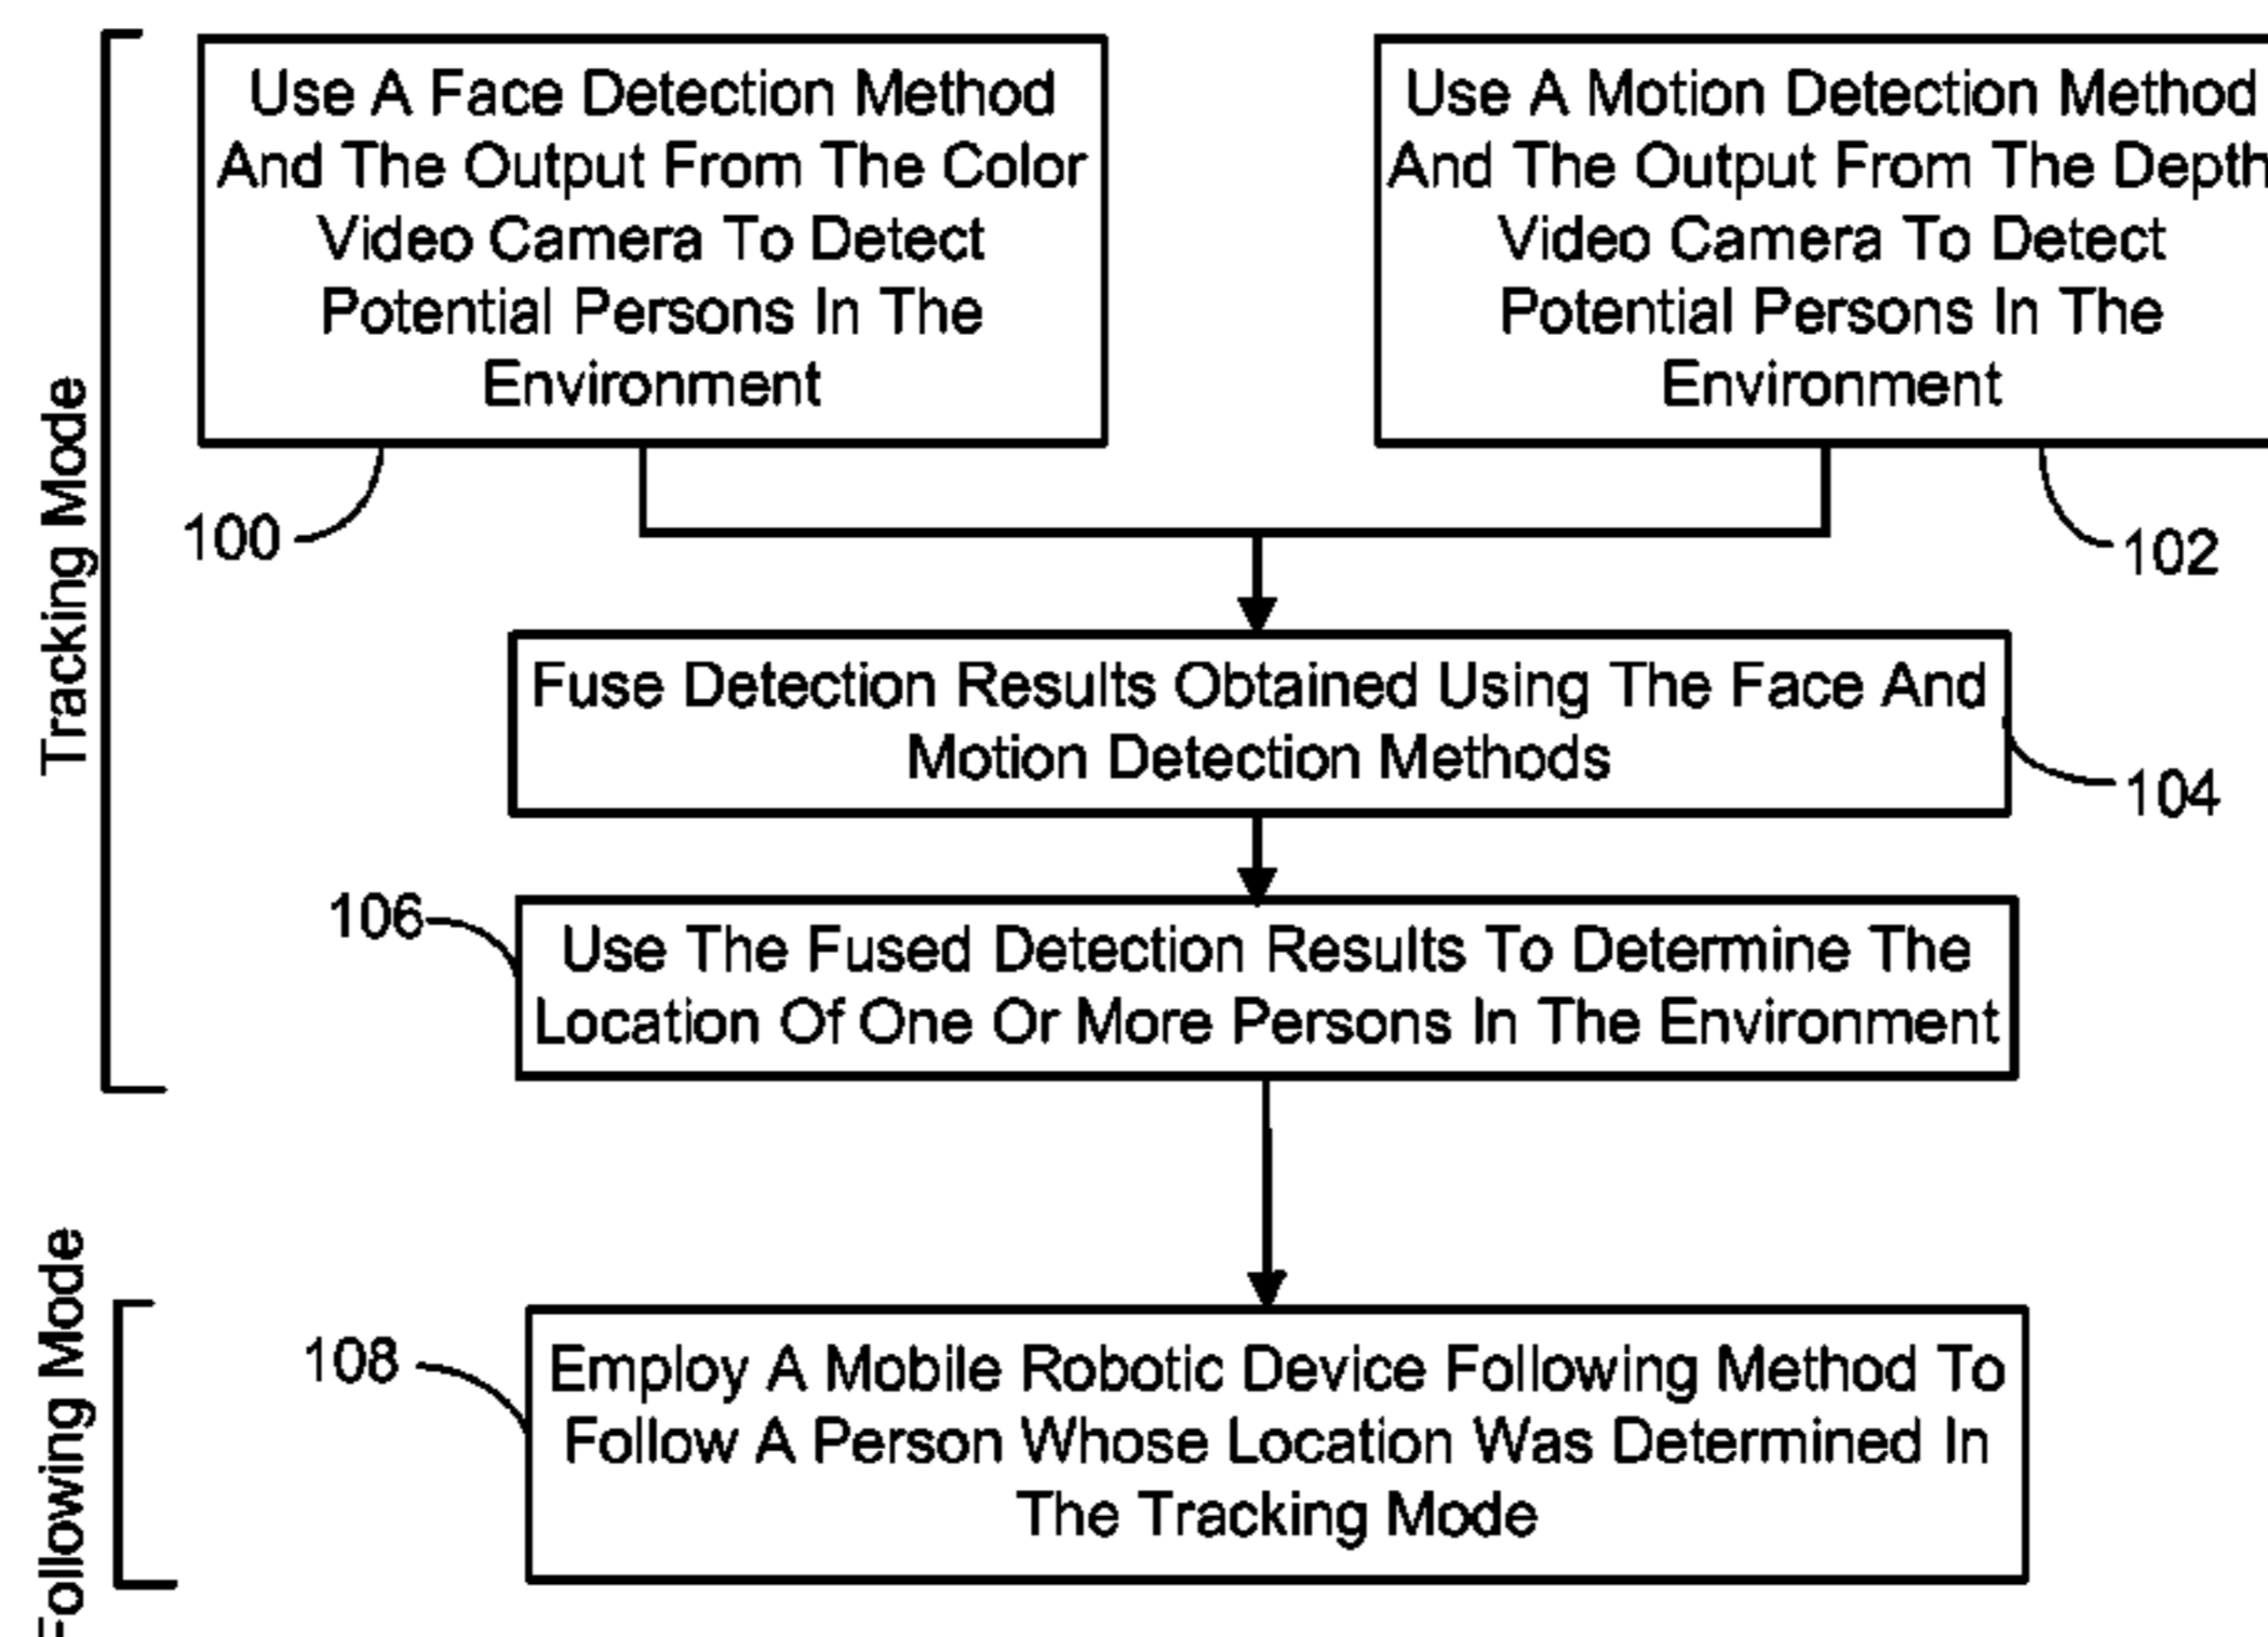 Use A Face Detection Method
And The Output From The Color
Video Camera To Detect
Potential Persons In The
Environment
100
Use A Motion Detection Method
And The Output From The Depth
Video Camera To Detect
Potential Persons In The
Environment
102
Tracking Mode
Fuse Detection Results Obtained Using The Face And
Motion Detection Methods
104
106
Use The Fused Detection Results To Determine The
Location Of One Or More Persons In The Environment
Following Mode
108
Employ A Mobile Robotic Device Following Method To
Follow A Person Whose Location Was Determined In
The Tracking Mode